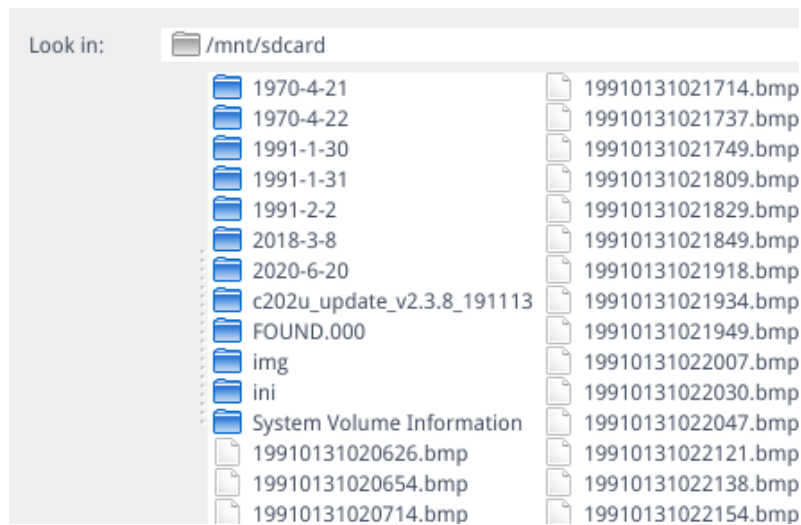 Look in: /mnt/sdcard
1970-4-21
1970-4-22
1991-1-30
1991-1-31
1991-2-2
2018-3-8
2020-6-20
c202u_update_v2.3.8_191113
FOUND.000
img
ini
System Volume Information
19910131020626.bmp
19910131020654.bmp
19910131020714.bmp
19910131021714.bmp
19910131021737.bmp
19910131021749.bmp
19910131021809.bmp
19910131021829.bmp
19910131021849.bmp
19910131021918.bmp
19910131021934.bmp
19910131021949.bmp
19910131022007.bmp
19910131022030.bmp
19910131022047.bmp
19910131022121.bmp
19910131022138.bmp
19910131022154.bmp